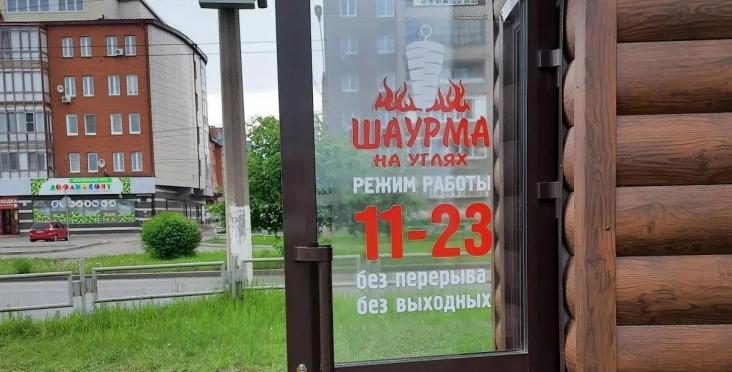 ШАУРМА
НА УГЛЯХ
РЕЖИМ РАБОТЫ
11-23
без перерыва
без выходных